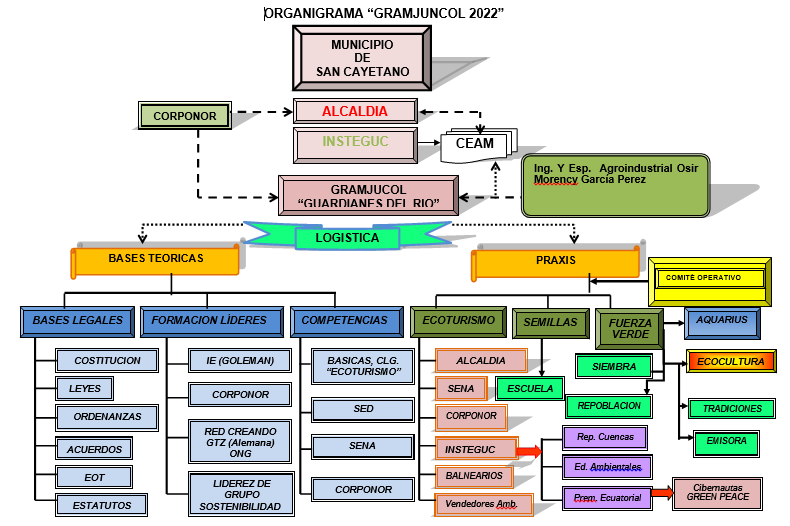 ORGANIGRAMA “GRAMJUNCOL 2022”
MUNICIPIO
DE
SAN CAYETANO
CORPONOR
ALCALDIA
INSTEGUC
CEAM
GRAMJUCOL
“GUARDIANES DEL RIO”
Ing. Y Esp. Agroindustrial Osir
Morency García Perez
LOGISTICA
BASES TEORICAS
PRAXIS
COMITÉ OPERATIVO
BASES LEGALES
FORMACION LÍDERES
COMPETENCIAS
ECOTURISMO
SEMILLAS
FUERZA
VERDE
AQUARIUS
COSTITUCION
LEYES
ORDENANZAS
ACUERDOS
EOT
ESTATUTOS
IE (GOLEMAN)
CORPONOR
RED CREANDO
GTZ (Alemana)
ONG
LIDEREZ DE
GRUPO
SOSTENIBILIDAD
BASICAS, CLG.
“ECOTURISMO”
SED
SENA
CORPONOR
ALCALDIA
SENA
CORPONOR
INSTEGUC
BALNEARIOS
Vendedores Amb.
ESCUELA
SIEMBRA
REPOBLACION
ECOCULTURA
TRADICIONES
EMISORA
Rep. Cuencas
Ed. Ambientales
Prem. Ecuatorial
Cibernautas
GREEN PEACE